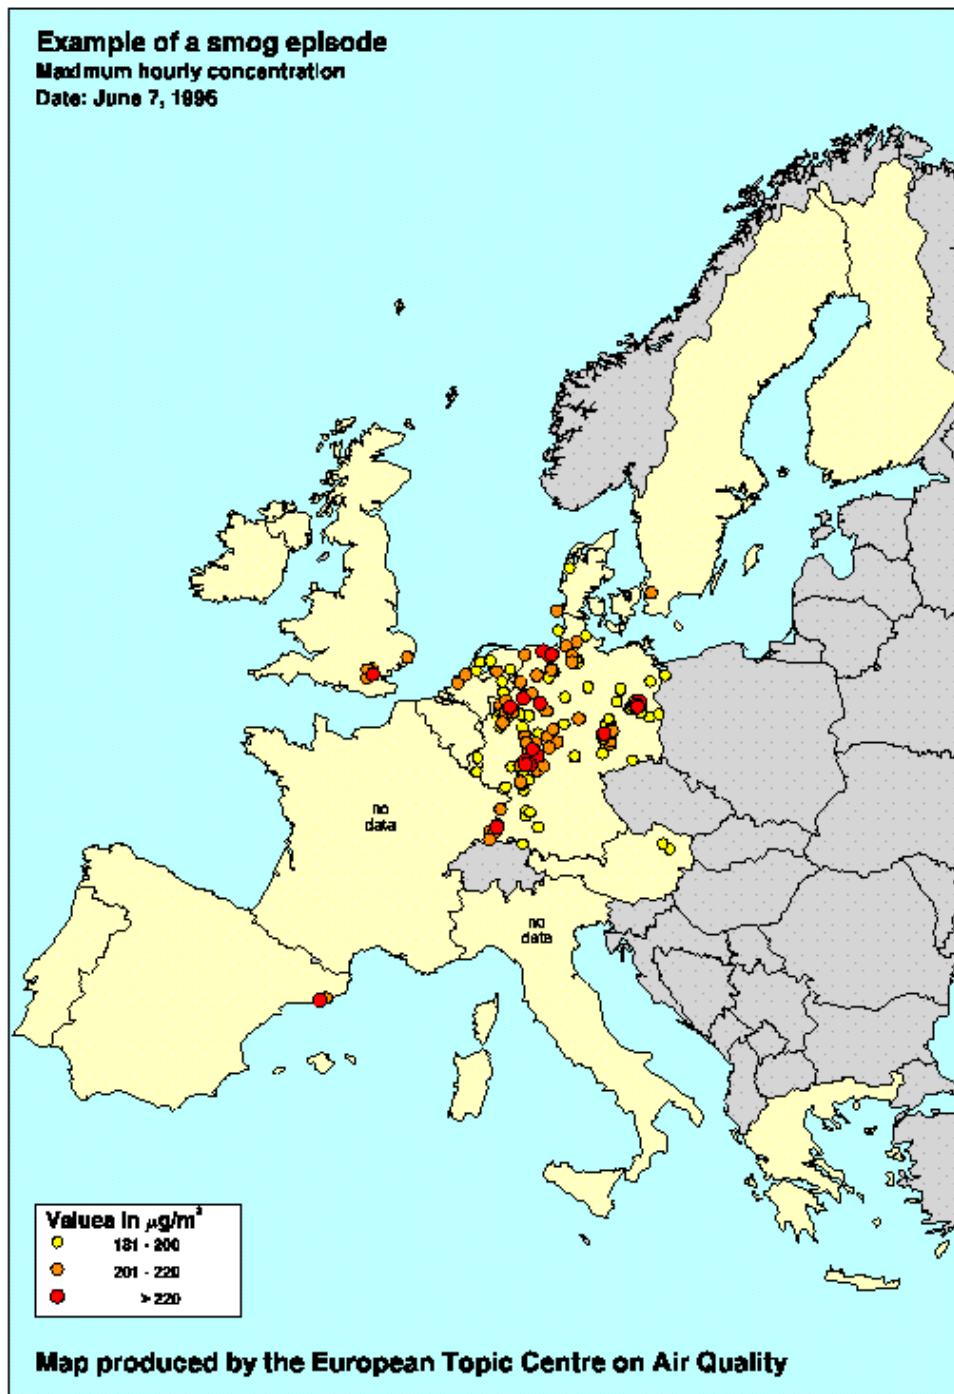 Example of a smog episode
Maximum hourly concentration
Date: June 7, 1996
no
data
no
data
Values in µg/m³
181 - 200
201 - 220
> 220
Map produced by the European Topic Centre on Air Quality